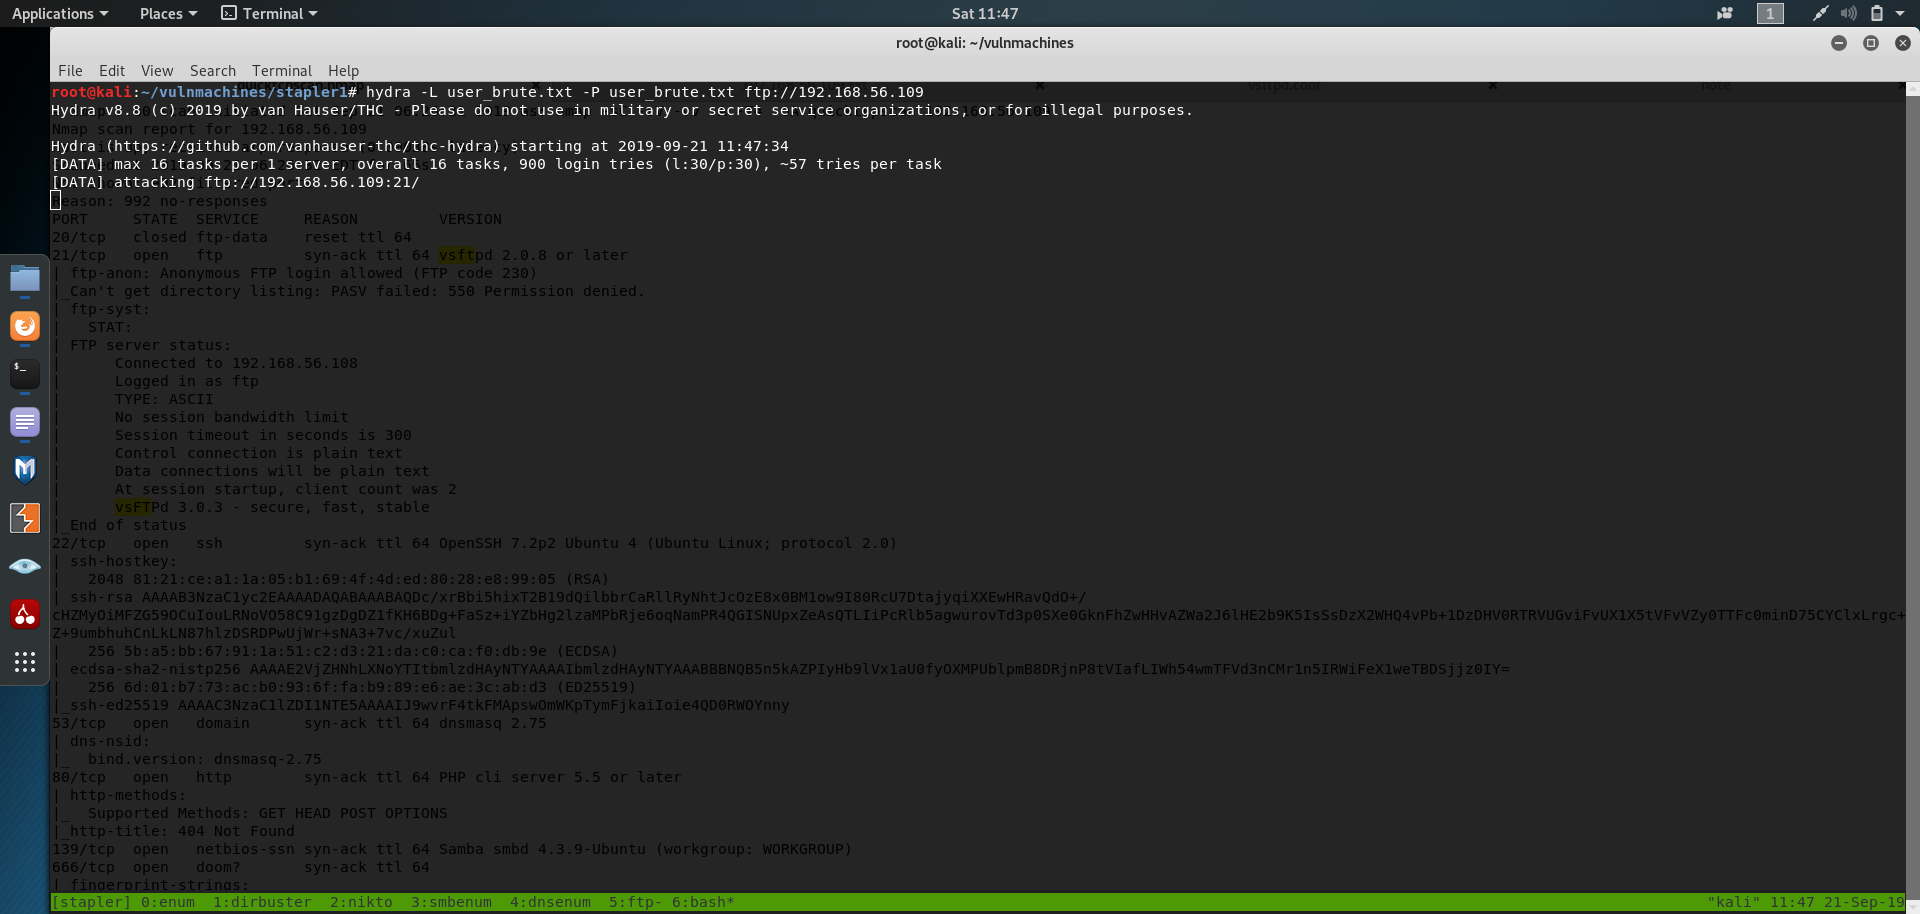 Applications Places Terminal Sat 11:47 1
root@kali: ~/vulnmachines
File Edit View Search Terminal Help
root@kali:~/vulnmachines/stapler1# hydra -L user_brute.txt -P user_brute.txt ftp://192.168.56.109
vsftpd.conf note
Hydra v8.8 (c) 2019 by van Hauser/THC - Please do not use in military or secret service organizations, or for illegal purposes.
Nmap scan report for 192.168.56.109
Hydra (https://github.com/vanhauser-thc/thc-hydra) starting at 2019-09-21 11:47:34
[DATA] max 16 tasks per 1 server, overall 16 tasks, 900 login tries (l:30/p:30), ~57 tries per task
[DATA] attacking ftp://192.168.56.109:21/
Reason: 992 no-responses
PORT STATE SERVICE REASON VERSION
20/tcp closed ftp-data reset ttl 64
21/tcp open ftp syn-ack ttl 64 vsftpd 2.0.8 or later
| ftp-anon: Anonymous FTP login allowed (FTP code 230)
|_Can't get directory listing: PASV failed: 550 Permission denied.
| ftp-syst:
| STAT:
| FTP server status:
| Connected to 192.168.56.108
| Logged in as ftp
| TYPE: ASCII
| No session bandwidth limit
| Session timeout in seconds is 300
| Control connection is plain text
| Data connections will be plain text
| At session startup, client count was 2
| vsFTPd 3.0.3 - secure, fast, stable
|_End of status
22/tcp open ssh syn-ack ttl 64 OpenSSH 7.2p2 Ubuntu 4 (Ubuntu Linux; protocol 2.0)
| ssh-hostkey:
| 2048 81:21:ce:a1:1a:05:b1:69:4f:4d:ed:80:28:e8:99:05 (RSA)
| ssh-rsa AAAAB3NzaC1yc2EAAAADAQABAAABAQDc/xrBbi5hixT2B19dQilbbrCaRllRyNhtJcOzE8x0BM1ow9I80RcU7DtajyqiXXEwHRavQdO+/
cHZMyOiMFZG59OCuIouLRNoVO58C91gzDgDZ1fKH6BDg+FaSz+iYZbHg2lzaMPbRje6oqNamPR4QGISNUpxZeAsQTLIiPcRlb5agwurovTd3p0SXe0GknFhZwHHvAZWa2J6lHE2b9K5IsSsDzX2WHQ4vPb+1DzDHV0RTRVUGviFvUX1X5tVFvVZy0TTFc0minD75CYClxLrgc+
Z+9umbhuhCnLkLN87hlzDSRDPwUjWr+sNA3+7vc/xuZul
| 256 5b:a5:bb:67:91:1a:51:c2:d3:21:da:c0:ca:f0:db:9e (ECDSA)
| ecdsa-sha2-nistp256 AAAAE2VjZHNhLXNoYTItbmlzdHAyNTYAAAAIbmlzdHAyNTYAAABBBNQB5n5kAZPIyHb9lVx1aU0fyOXMPUblpmB8DRjnP8tVIafLIWh54wmTFVd3nCMr1n5IRWiFeX1weTBDSjjz0IY=
| 256 6d:01:b7:73:ac:b0:93:6f:fa:b9:89:e6:ae:3c:ab:d3 (ED25519)
|_ssh-ed25519 AAAAC3NzaC1lZDI1NTE5AAAAIJ9wvrF4tkFMApswOmWKpTymFjkaiIoie4QD0RWOYnny
53/tcp open domain syn-ack ttl 64 dnsmasq 2.75
| dns-nsid:
|_ bind.version: dnsmasq-2.75
80/tcp open http syn-ack ttl 64 PHP cli server 5.5 or later
| http-methods:
|_ Supported Methods: GET HEAD POST OPTIONS
|_http-title: 404 Not Found
139/tcp open netbios-ssn syn-ack ttl 64 Samba smbd 4.3.9-Ubuntu (workgroup: WORKGROUP)
666/tcp open doom? syn-ack ttl 64
| fingerprint-strings:
[stapler] 0:enum 1:dirbuster 2:nikto 3:smbenum 4:dnsenum 5:ftp- 6:bash* "kali" 11:47 21-Sep-19